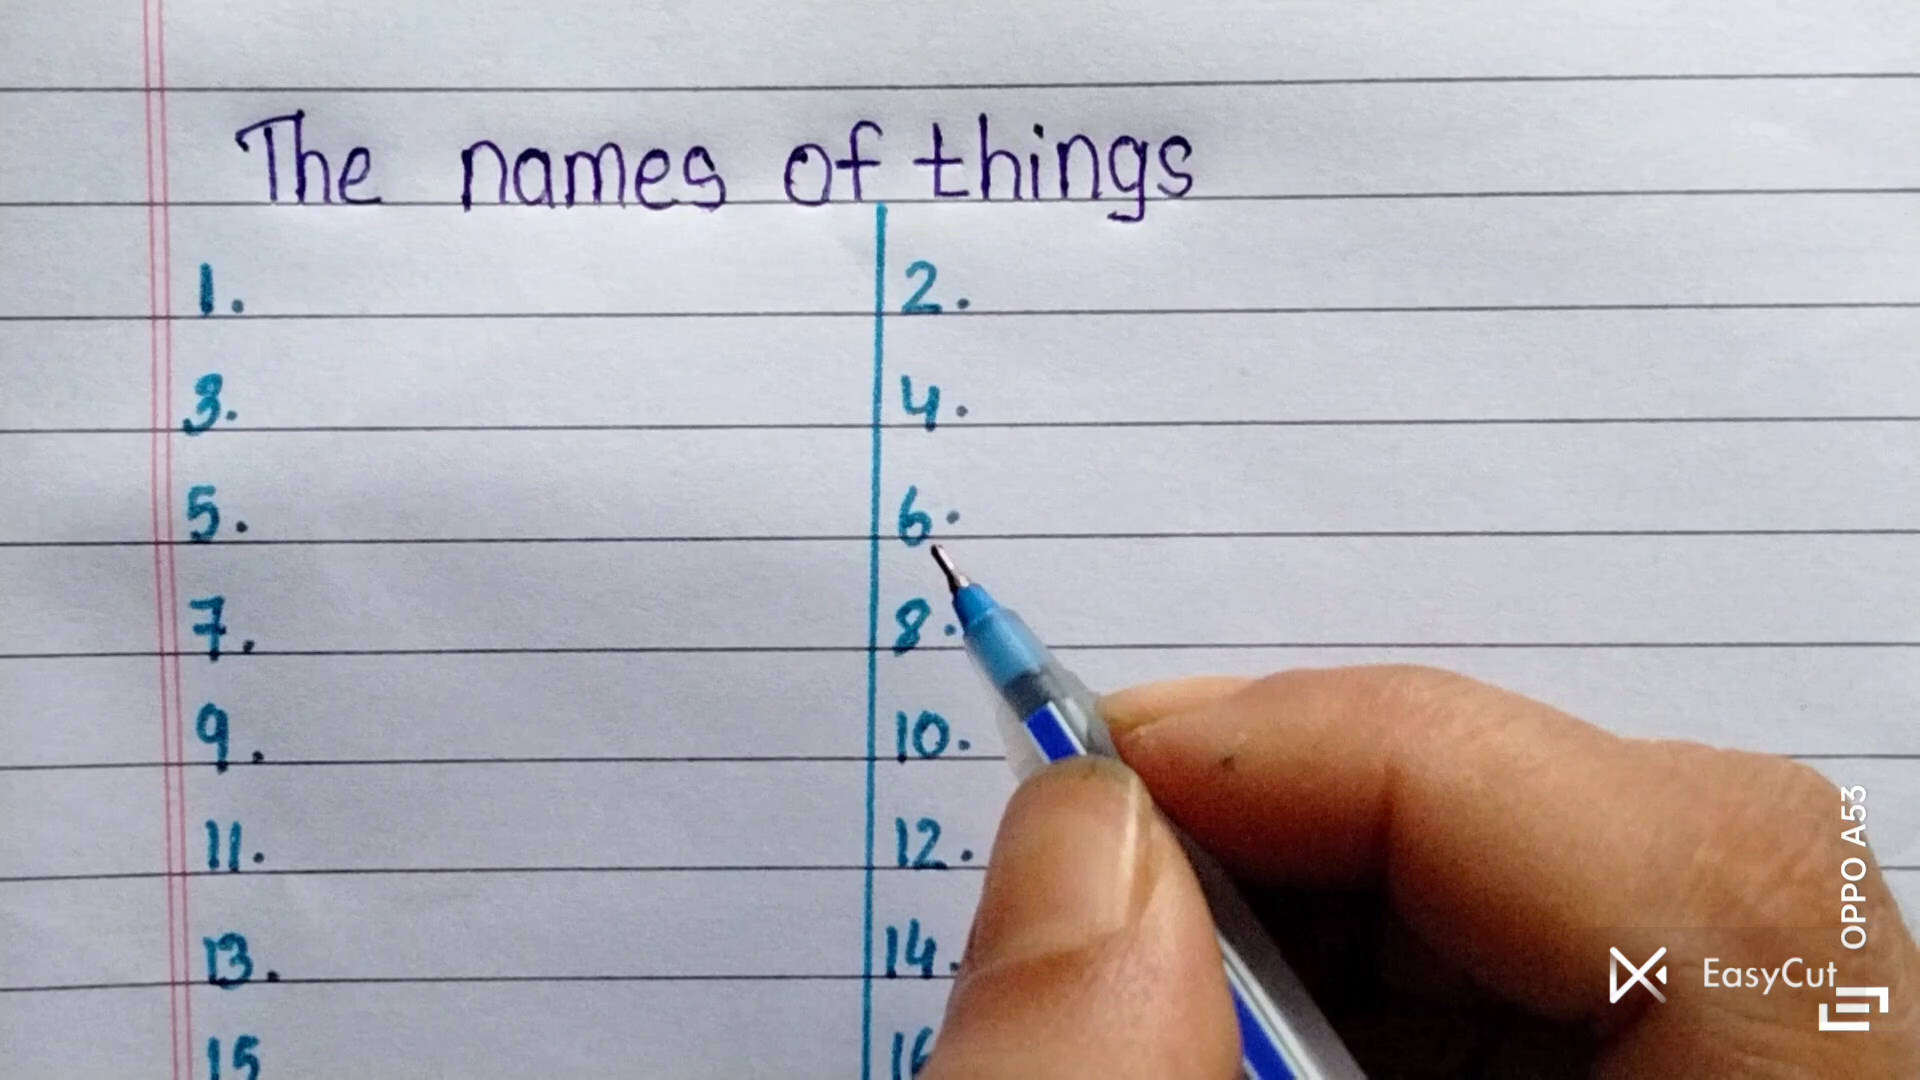 The names of things
1. 2.
3. 4.
5. 6.
7. 8.
9. 10.
11. 12.
13. 14.
15 16
OPPO A53
EasyCut